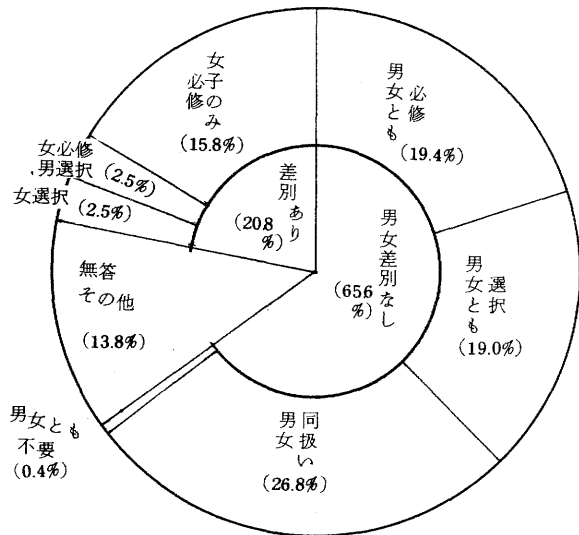 男女とも
必修
(19.4%)
男女とも
選択
(19.0%)
男女
同扱い
(26.8%)
男女とも
不要
(0.4%)
無答
その他
(13.8%)
女選択 (2.5%)
女必修
男選択 (2.5%)
女子のみ
必修
(15.8%)
差別あり
(20.8
%)
男女差別なし
(65.6
%)